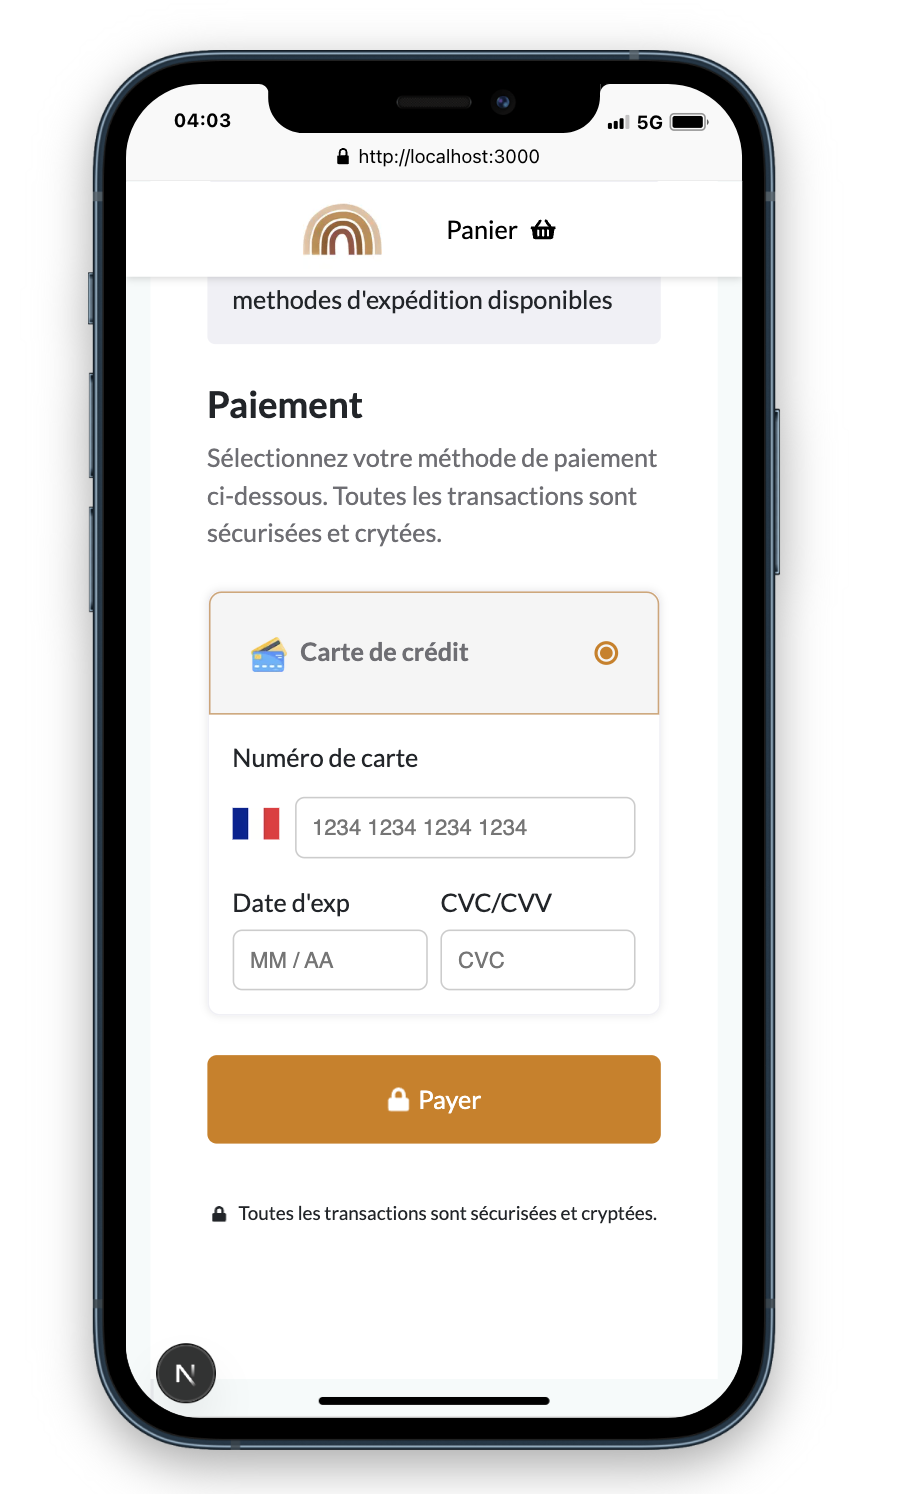 04:03
5G
http://localhost:3000
Panier
methodes d'expédition disponibles
Paiement
Sélectionnez votre méthode de paiement
ci-dessous. Toutes les transactions sont
sécurisées et crytées.
Carte de crédit
Numéro de carte
1234 1234 1234 1234
Date d'exp
CVC/CVV
MM / AA
CVC
Payer
Toutes les transactions sont sécurisées et cryptées.
N